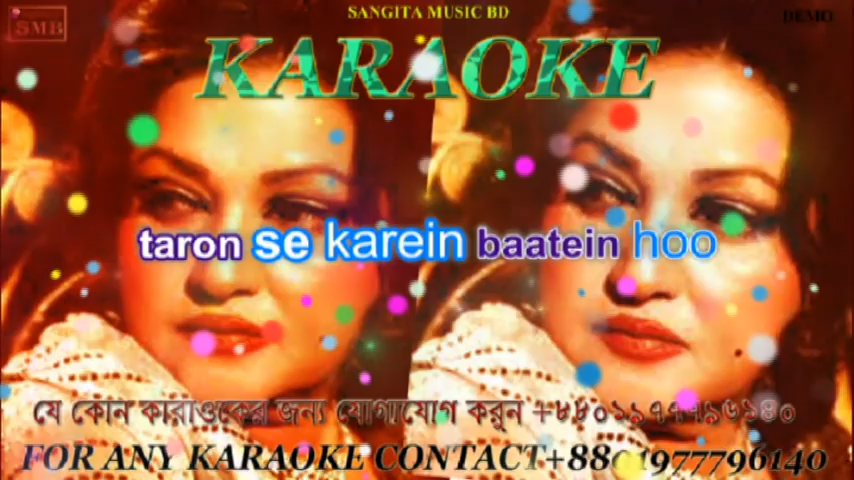 SANGITA MUSIC BD
DEMO
SMB
KARAOKE
taron se karein baatein hoo
যে কোন কারাওকের জন্য যোগাযোগ করুন +৮৮০১৯৭৭৭৯৬১৪০
FOR ANY KARAOKE CONTACT+8801977796140